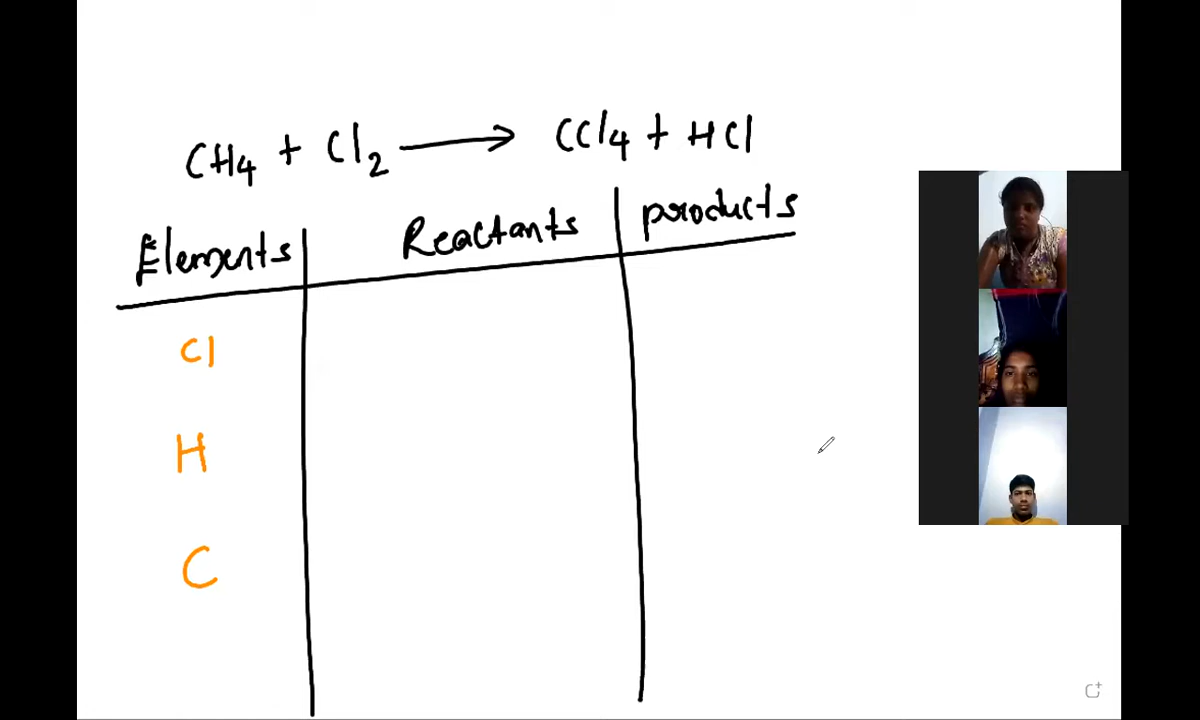 CH4 + Cl2 → CCl4 + HCl
Elements Reactants products
Cl
H
C